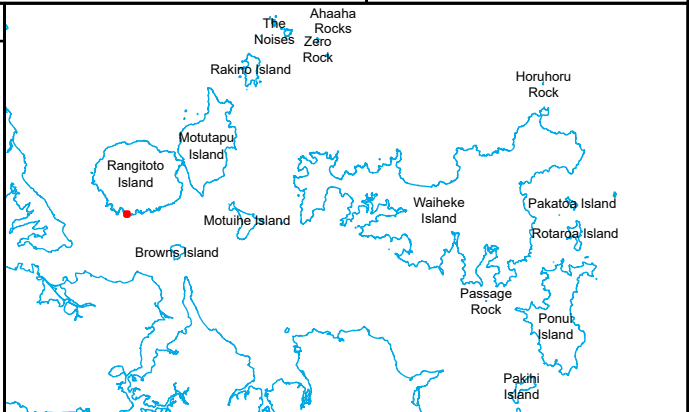 The
Noises
Ahaaha
Rocks
Zero
Rock
Rakino Island
Horuhoru
Rock
Motutapu
Island
Rangitoto
Island
Waiheke
Island
Pakatoa Island
Motuihe Island
Rotaroa Island
Browns Island
Passage
Rock
Ponui
Island
Pakihi
Island